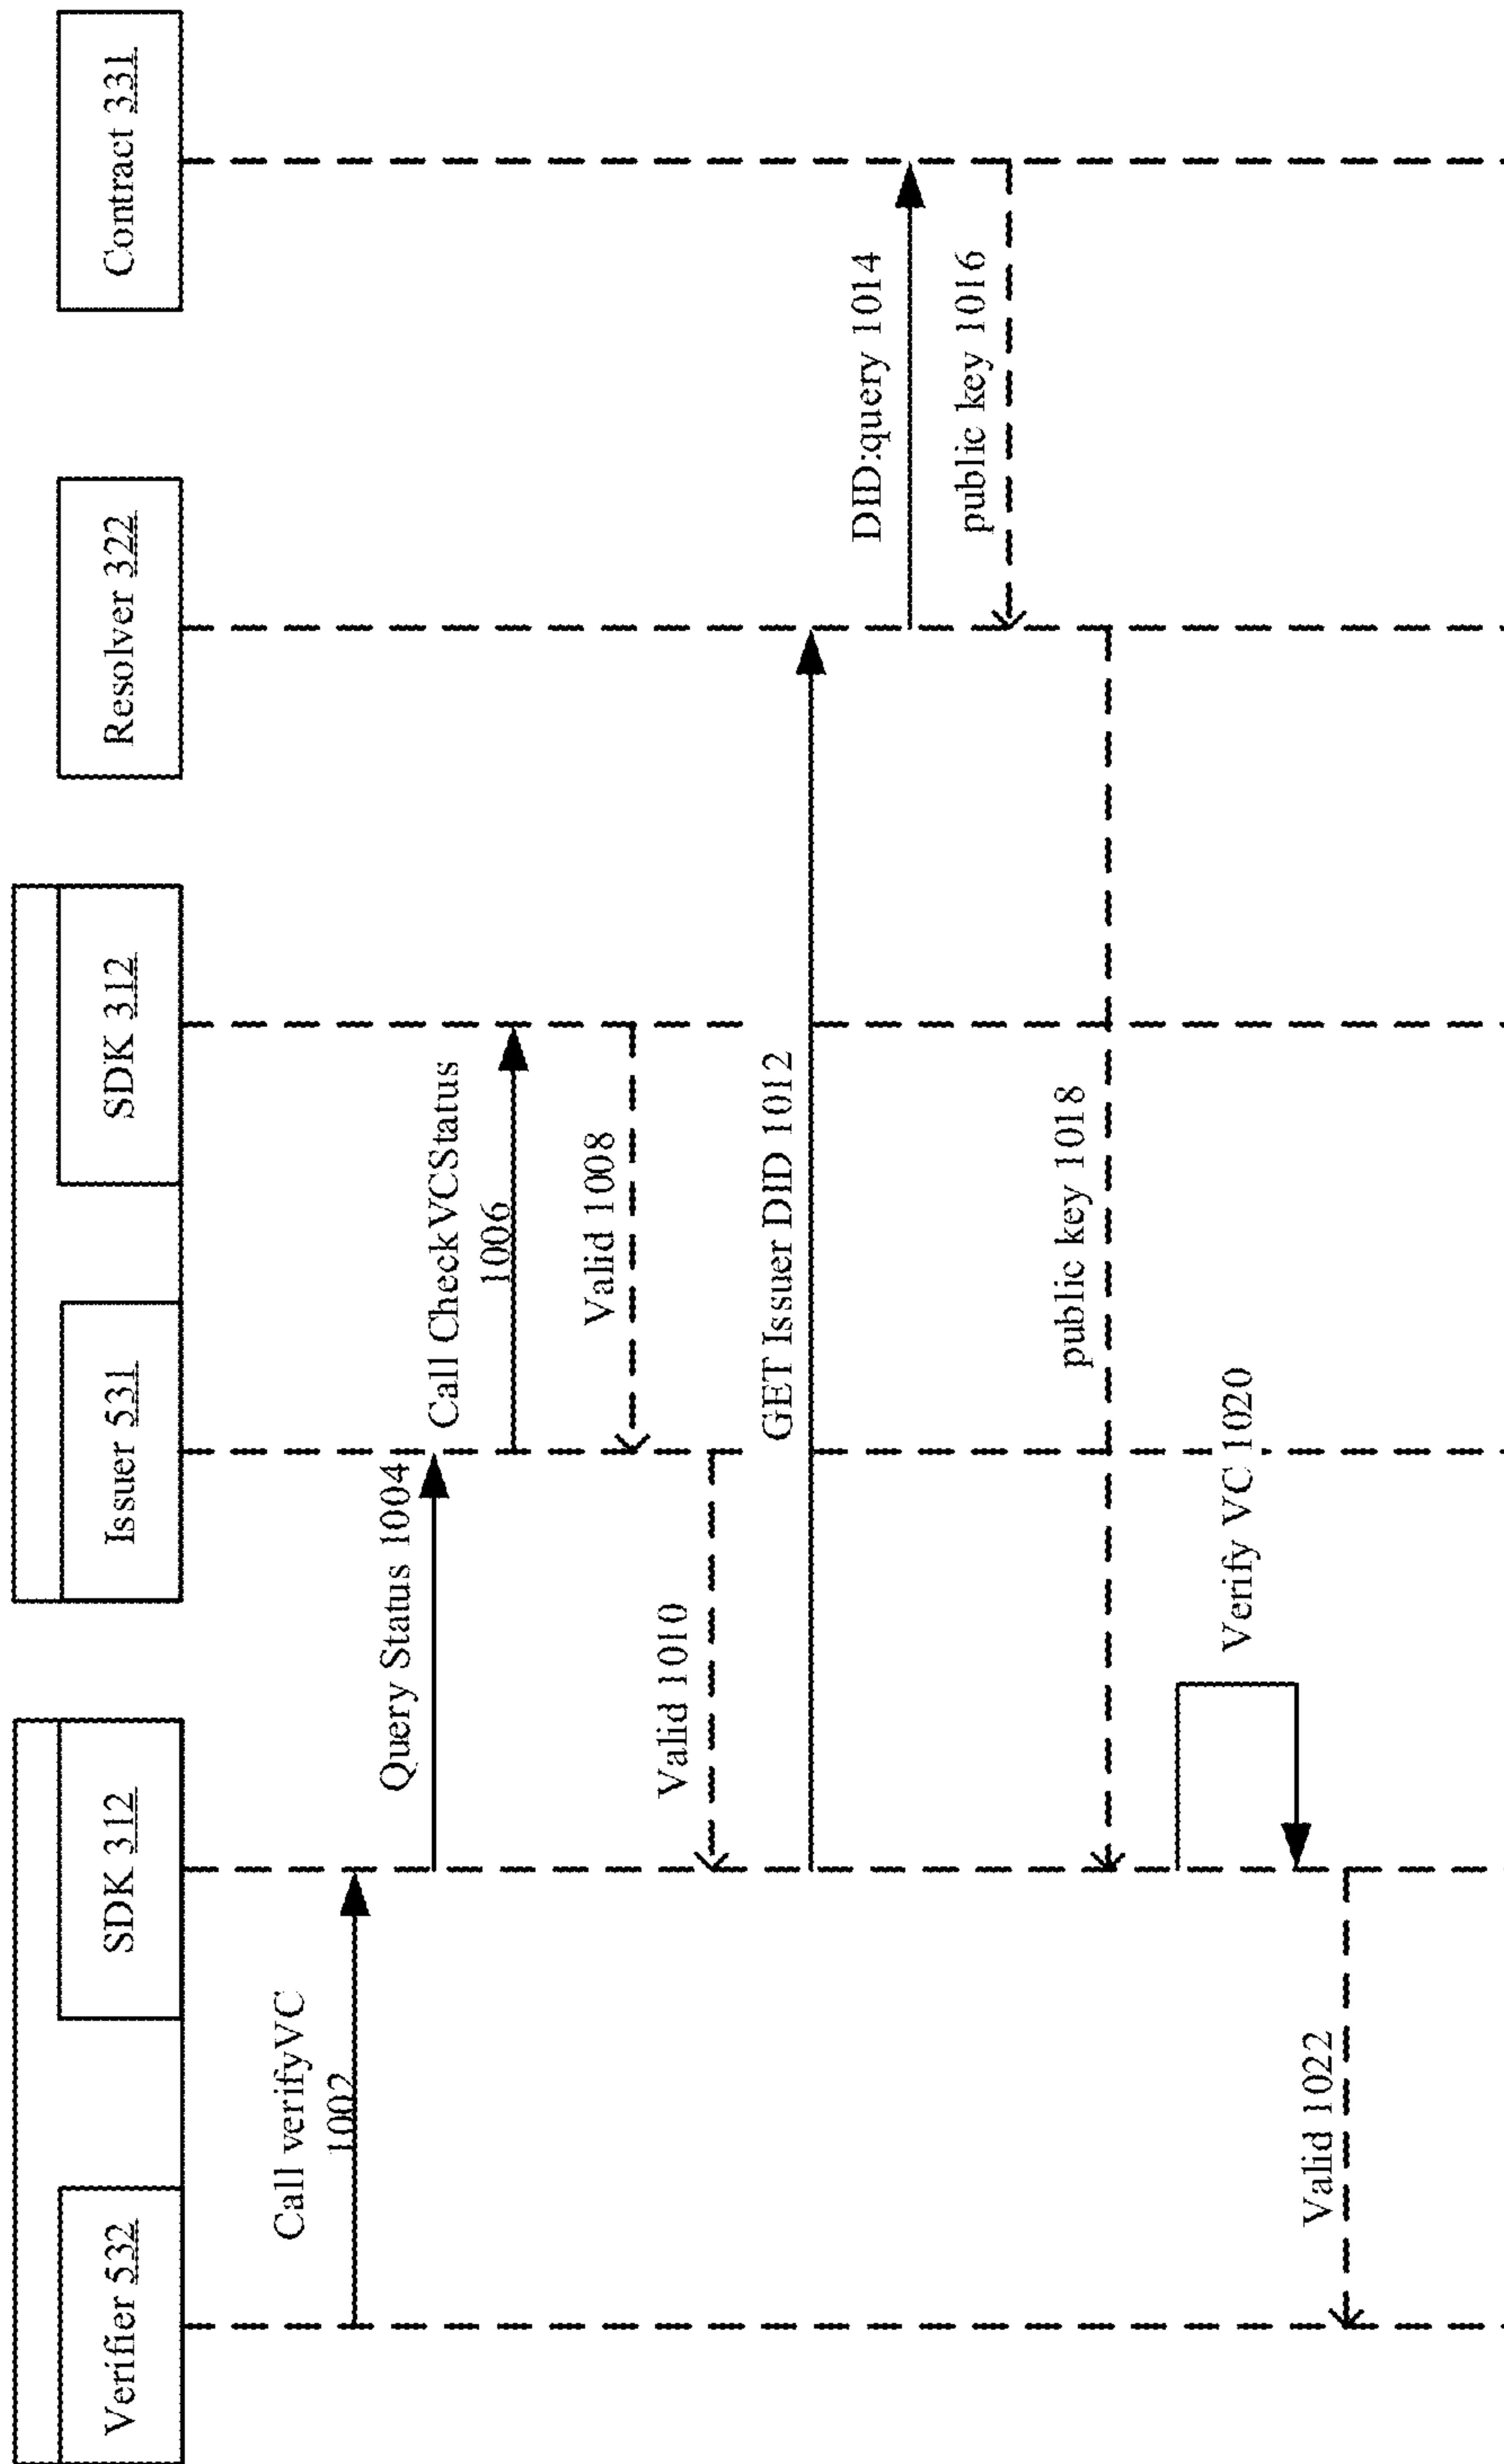 Verifier 532
SDK 312
Issuer 531
SDK 312
Resolver 322
Contract 331
Call verifyVC
1002
Query Status 1004
Call CheckVCStatus
1006
Valid 1008
Valid 1010
GET Issuer DID 1012
DID:query 1014
public key 1016
public key 1018
Verify VC 1020
Valid 1022